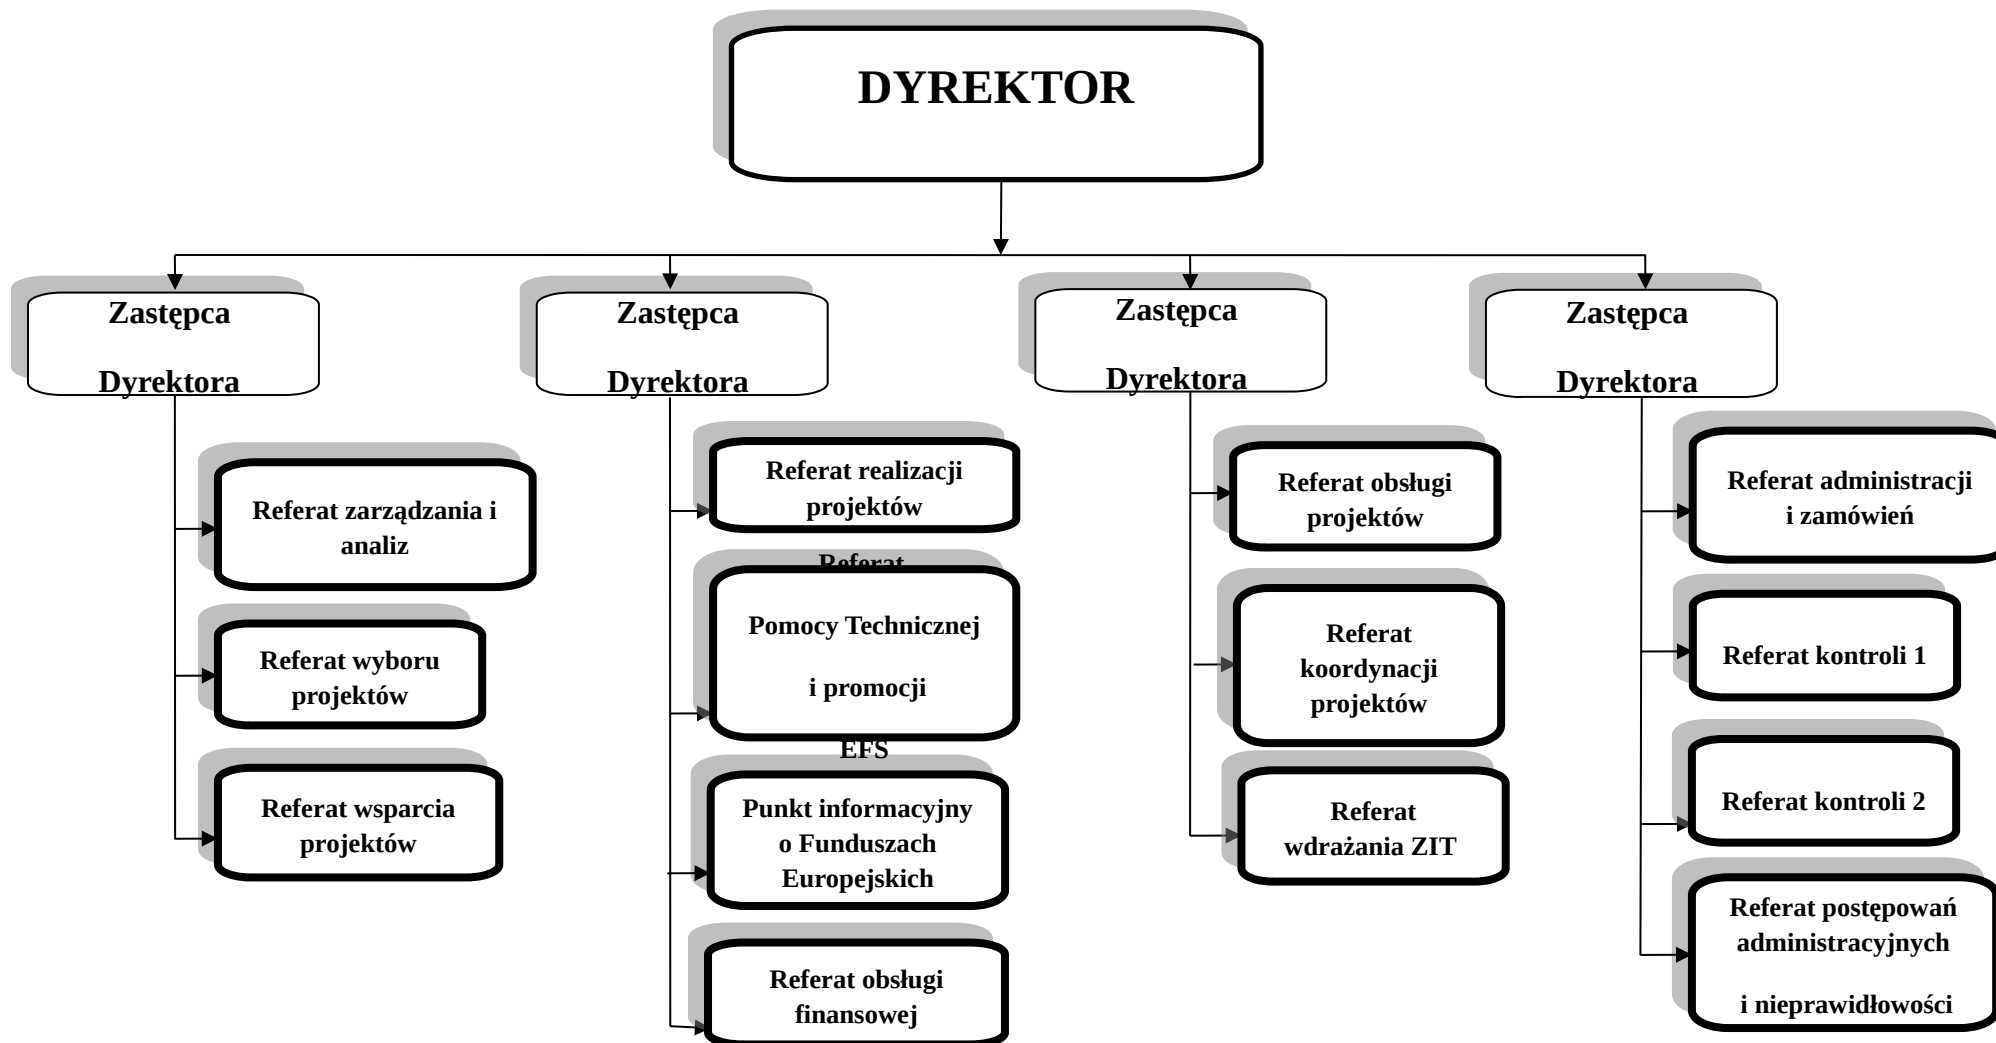 DYREKTOR
Zastępca
Dyrektora
Zastępca
Dyrektora
Zastępca
Dyrektora
Zastępca
Dyrektora
Referat zarządzania i
analiz
Referat wyboru
projektów
Referat wsparcia
projektów
Referat realizacji
projektów
Referat
Pomocy Technicznej
i promocji
EFS
Punkt informacyjny
o Funduszach
Europejskich
Referat obsługi
finansowej
Referat obsługi
projektów
Referat
koordynacji
projektów
Referat
wdrażania ZIT
Referat administracji
i zamówień
Referat kontroli 1
Referat kontroli 2
Referat postępowań
administracyjnych
i nieprawidłowości